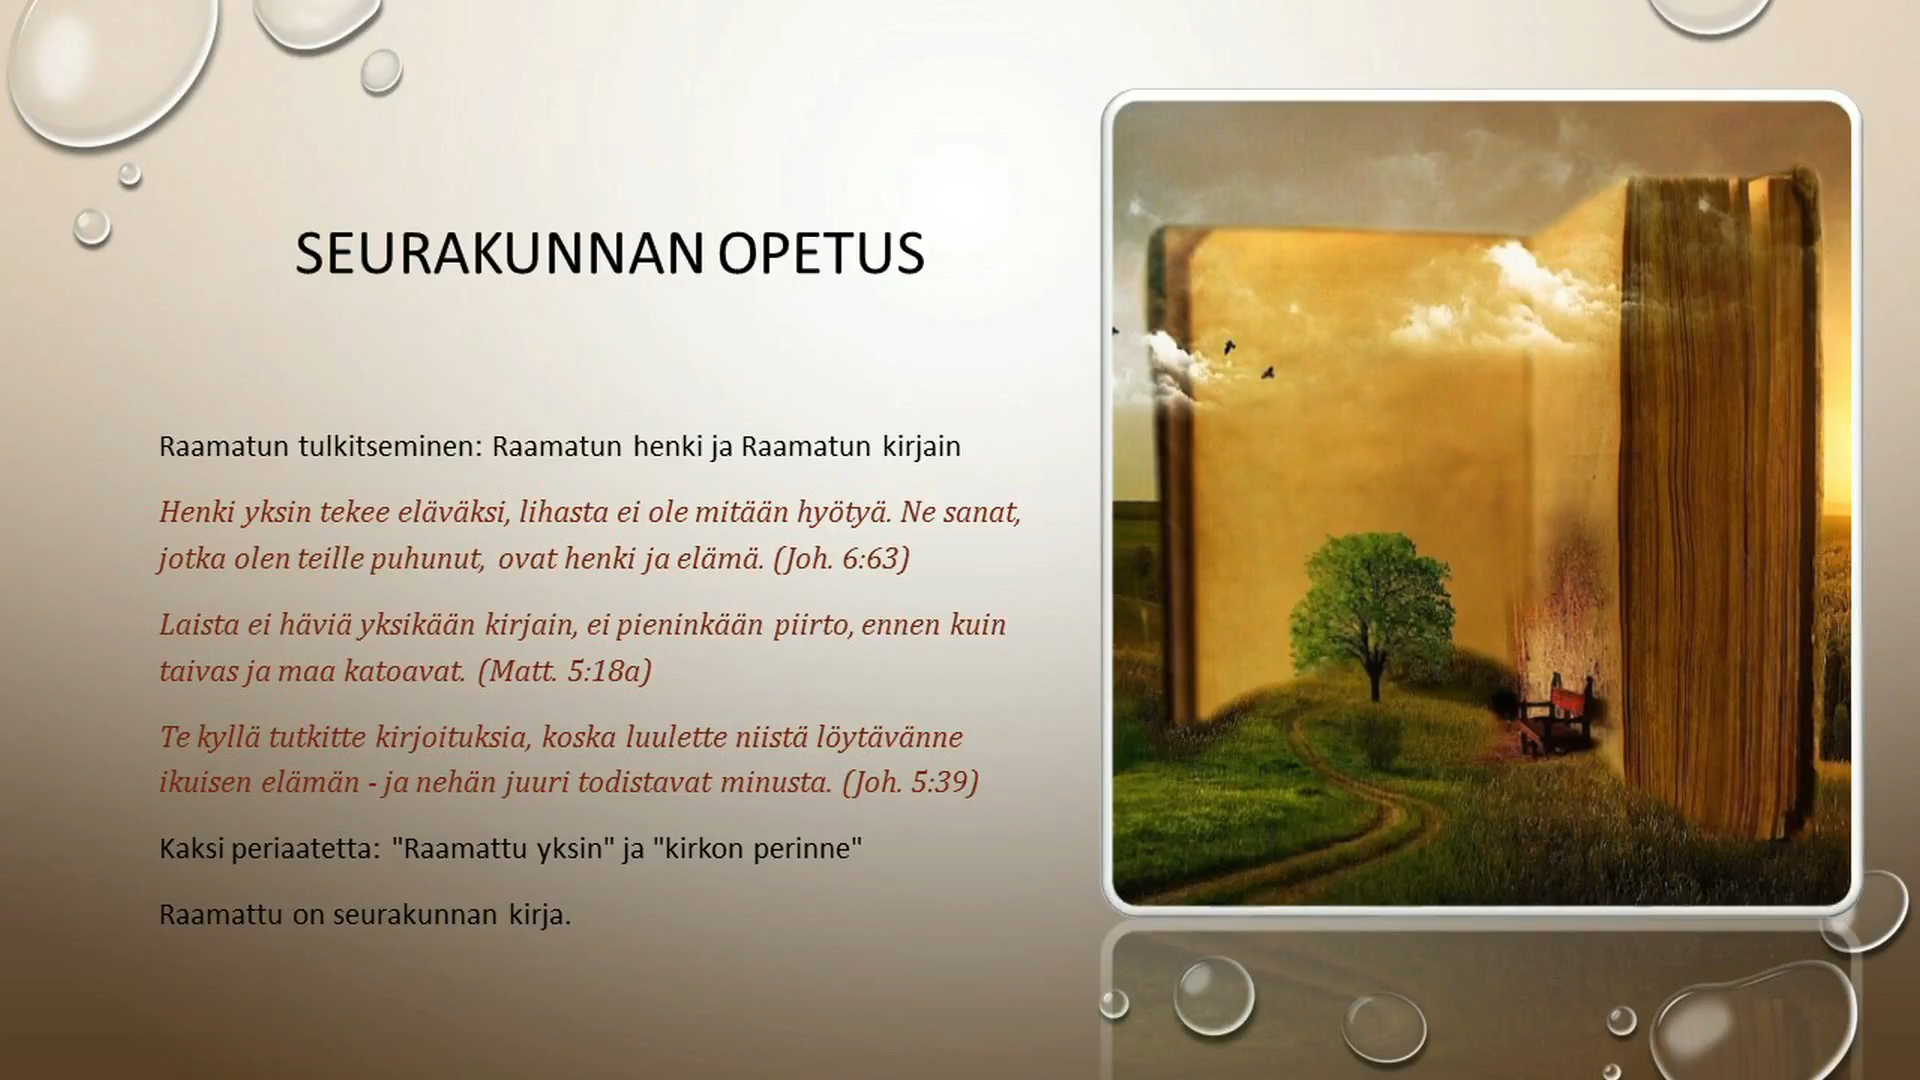 SEURAKUNNAN OPETUS
Raamatun tulkitseminen: Raamatun henki ja Raamatun kirjain
Henki yksin tekee eläväksi, lihasta ei ole mitään hyötyä. Ne sanat,
jotka olen teille puhunut, ovat henki ja elämä. (Joh. 6:63)
Laista ei häviä yksikään kirjain, ei pieninkään piirto, ennen kuin
taivas ja maa katoavat. (Matt. 5:18a)
Te kyllä tutkitte kirjoituksia, koska luulette niistä löytävänne
ikuisen elämän - ja nehän juuri todistavat minusta. (Joh. 5:39)
Kaksi periaatetta: "Raamattu yksin" ja "kirkon perinne"
Raamattu on seurakunnan kirja.